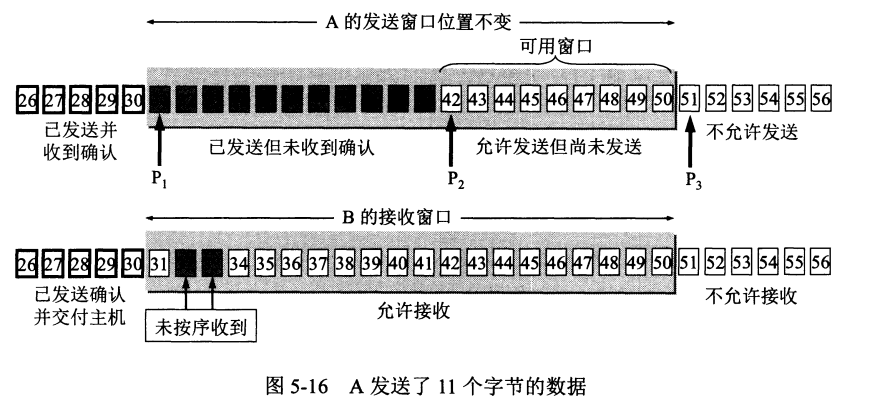 A 的发送窗口位置不变
可用窗口
26 27 28 29 30 42 43 44 45 46 47 48 49 50 51 52 53 54 55 56
已发送并
收到确认
已发送但未收到确认
允许发送但尚未发送
不允许发送
P1
P2
P3
B 的接收窗口
26 27 28 29 30 31 34 35 36 37 38 39 40 41 42 43 44 45 46 47 48 49 50 51 52 53 54 55 56
已发送确认
并交付主机
未按序收到
允许接收
不允许接收
图 5-16 A 发送了 11 个字节的数据